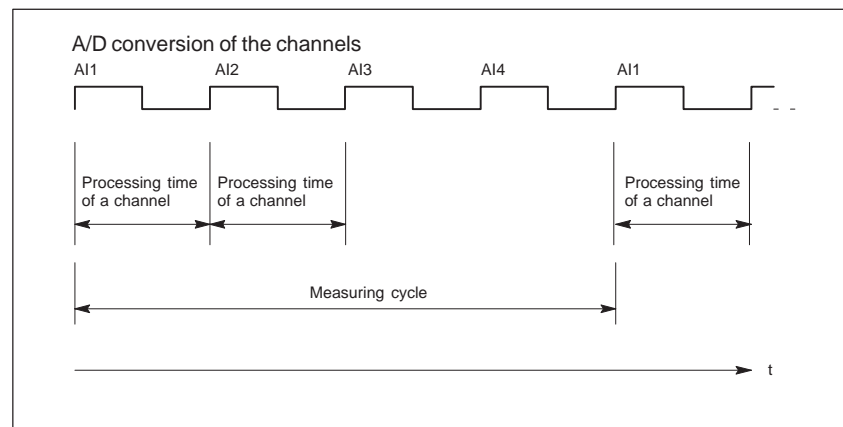 A/D conversion of the channels
AI1 AI2 AI3 AI4 AI1
Processing time
of a channel
Processing time
of a channel
Processing time
of a channel
Measuring cycle
t